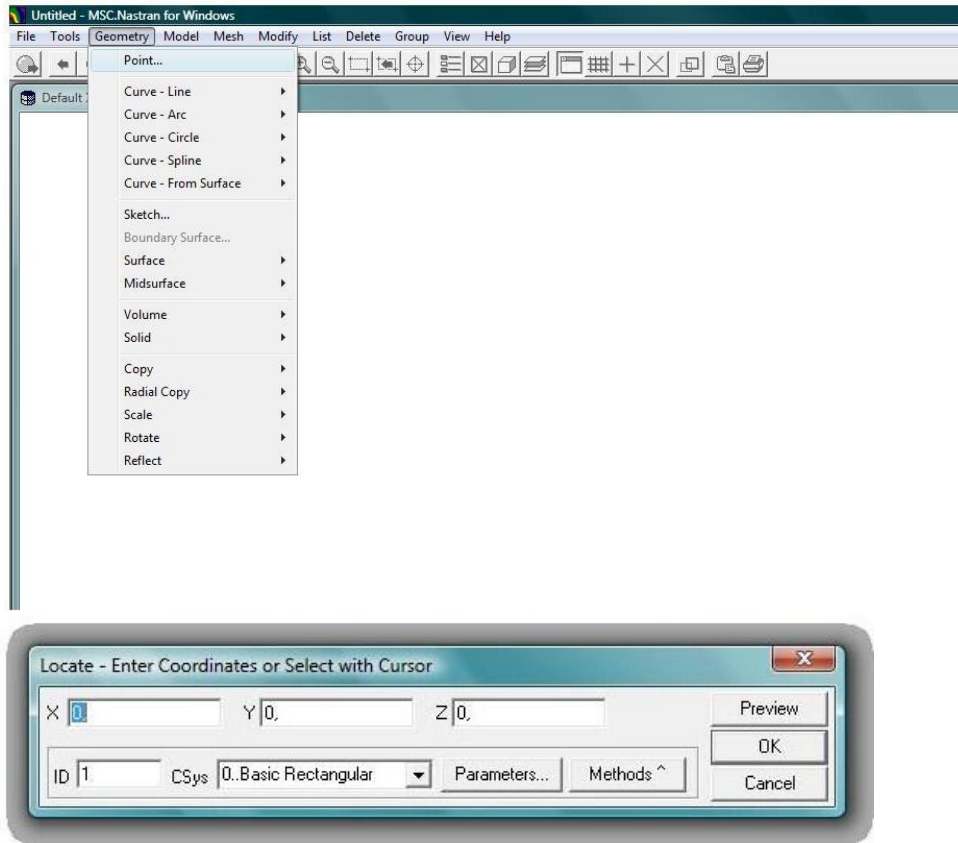 Untitled - MSC.Nastran for Windows
File Tools Geometry Model Mesh Modify List Delete Group View Help
Point...
Default
Curve - Line
Curve - Arc
Curve - Circle
Curve - Spline
Curve - From Surface
Sketch...
Boundary Surface...
Surface
Midsurface
Volume
Solid
Copy
Radial Copy
Scale
Rotate
Reflect
Locate - Enter Coordinates or Select with Cursor
X 0, Y 0, Z 0, Preview
OK
ID 1 CSys 0..Basic Rectangular Parameters... Methods ^
Cancel